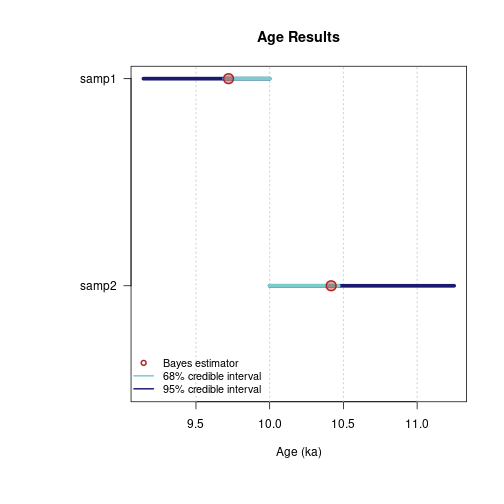 Age Results
samp1
samp2
Bayes estimator
68% credible interval
95% credible interval
9.5 10.0 10.5 11.0
Age (ka)